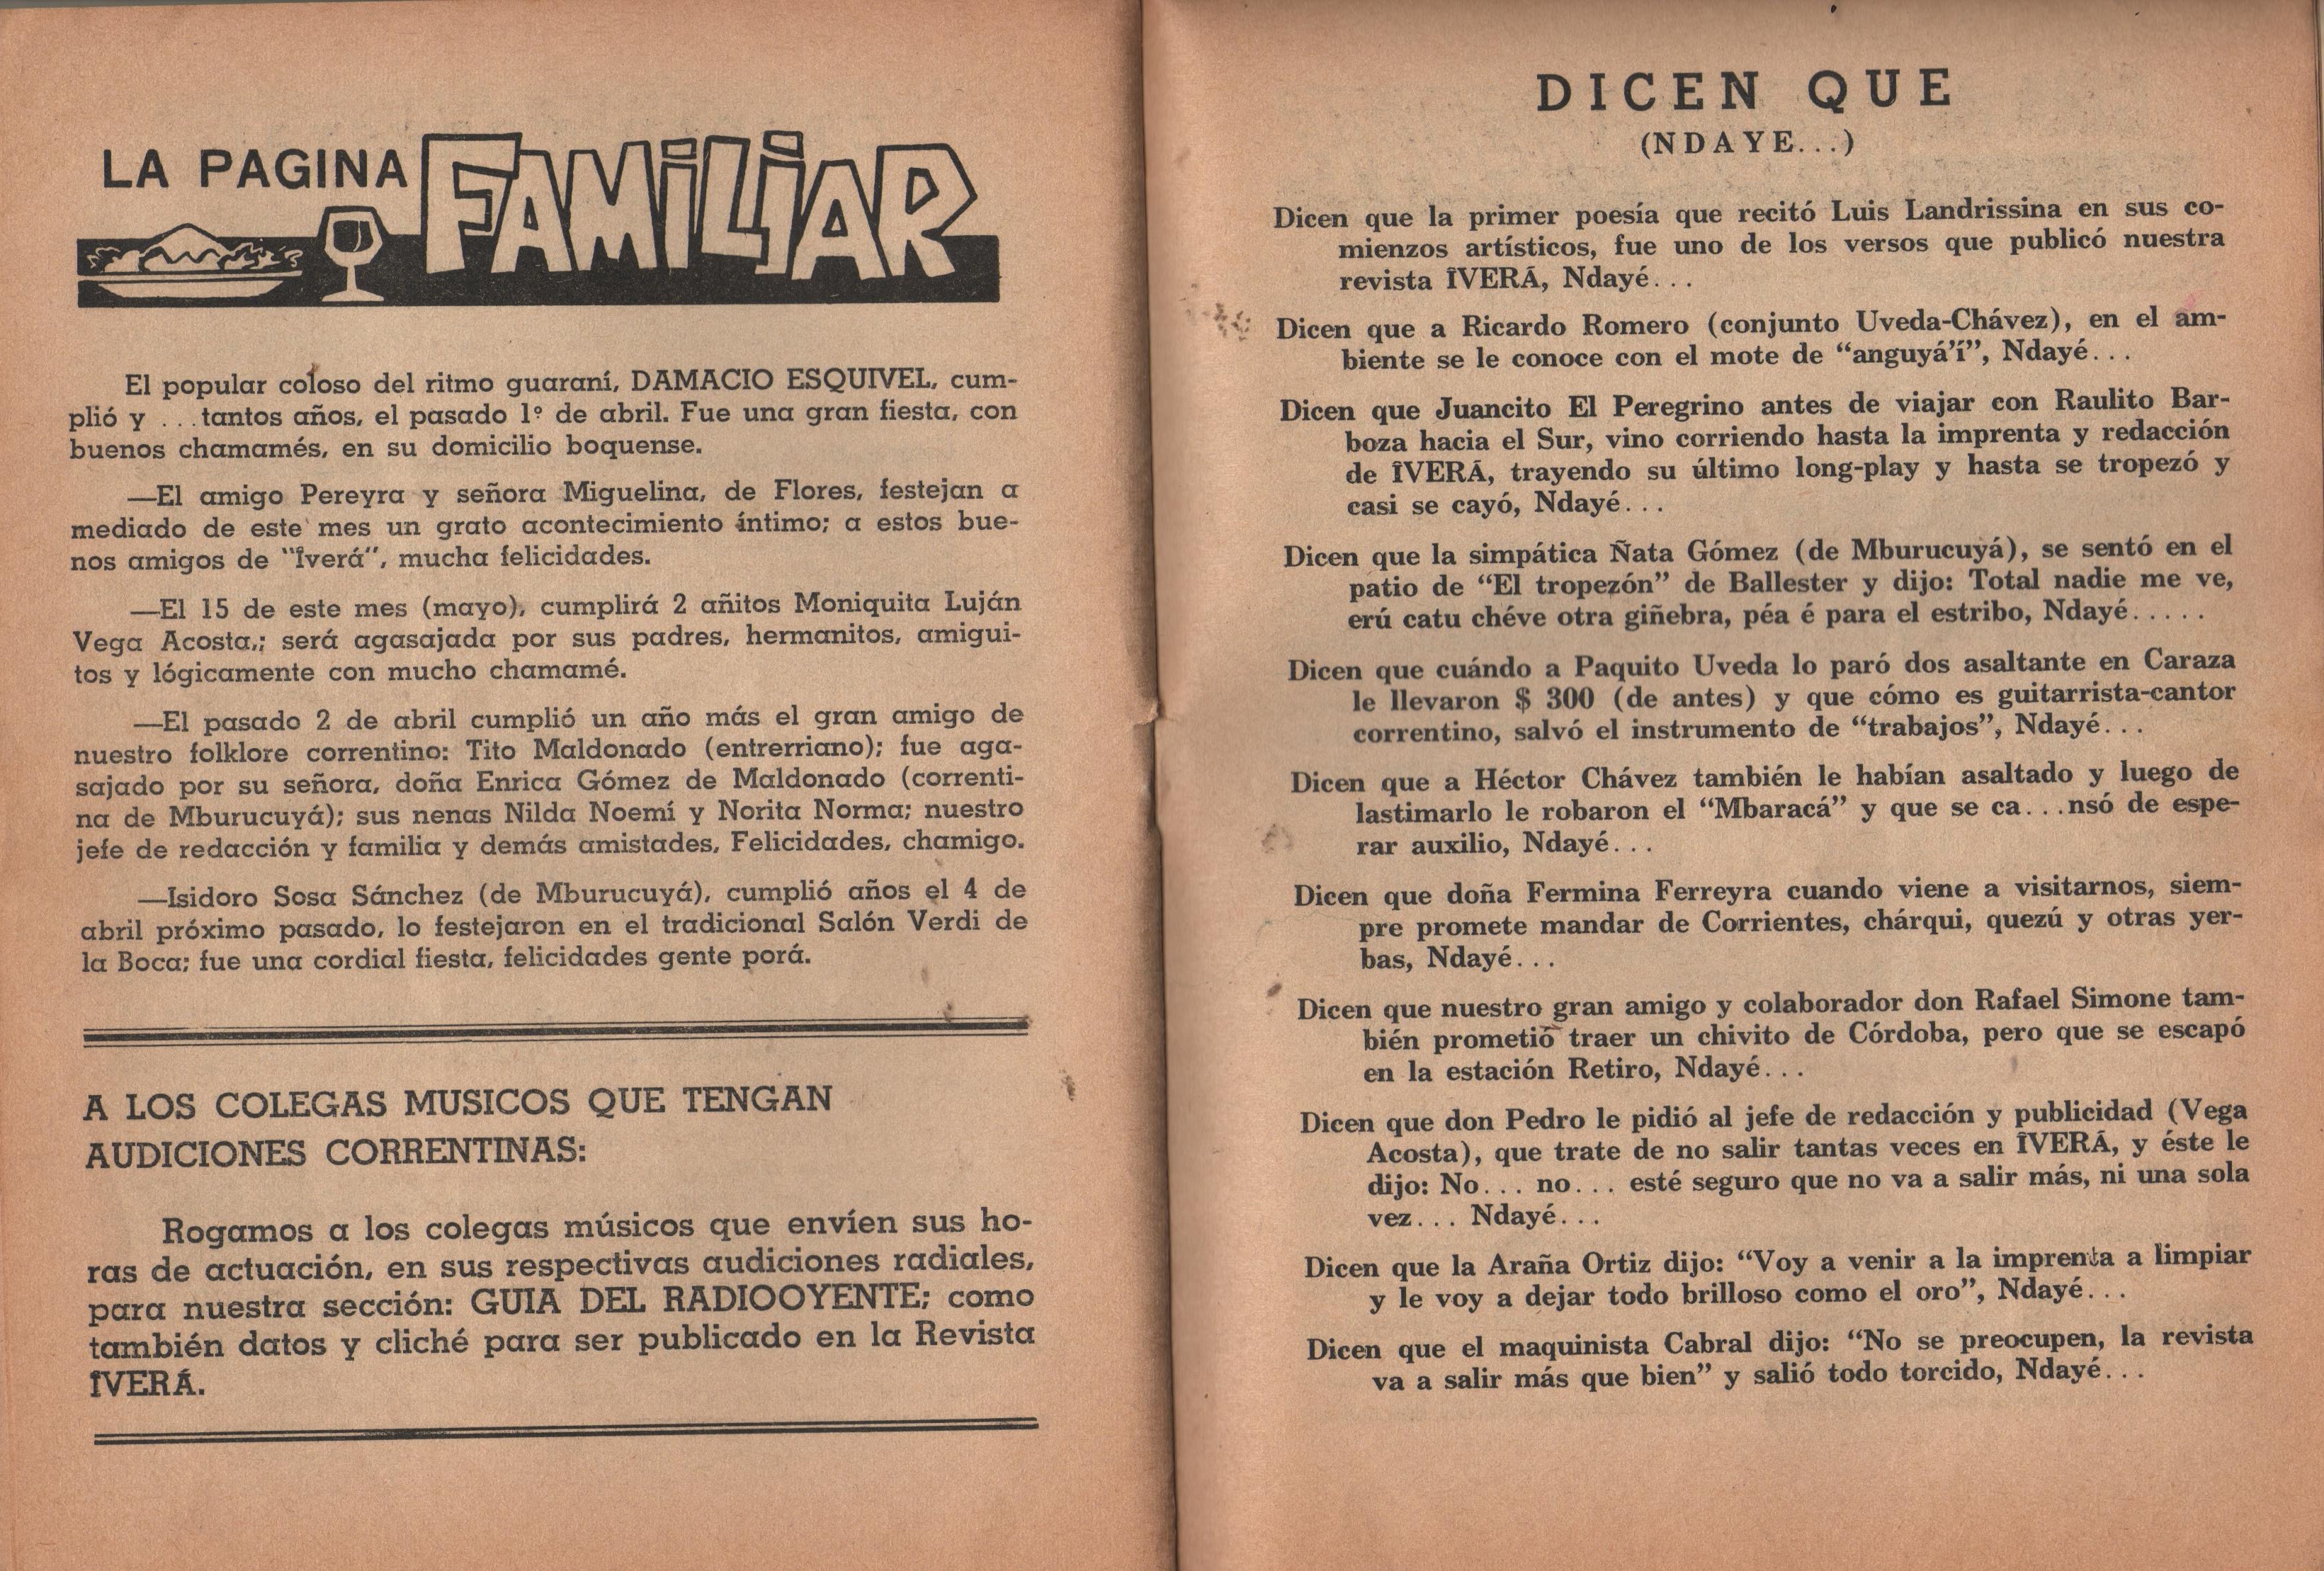 LA PAGINA FAMILIAR
El popular coloso del ritmo guaraní, DAMACIO ESQUIVEL, cum-
plió y ...tantos años, el pasado 1º de abril. Fue una gran fiesta, con
buenos chamamés, en su domicilio boquense.
—El amigo Pereyra y señora Miguelina, de Flores, festejan a
mediado de este mes un grato acontecimiento íntimo; a estos bue-
nos amigos de "Îverá", mucha felicidades.
—El 15 de este mes (mayo), cumplirá 2 añitos Moniquita Luján
Vega Acosta,; será agasajada por sus padres, hermanitos, amigui-
tos y lógicamente con mucho chamamé.
—El pasado 2 de abril cumplió un año más el gran amigo de
nuestro folklore correntino: Tito Maldonado (entrerriano); fue aga-
sajado por su señora, doña Enrica Gómez de Maldonado (correnti-
na de Mburucuyá); sus nenas Nilda Noemí y Norita Norma; nuestro
jefe de redacción y familia y demás amistades, Felicidades, chamigo.
—Isidoro Sosa Sánchez (de Mburucuyá), cumplió años el 4 de
abril próximo pasado, lo festejaron en el tradicional Salón Verdi de
la Boca; fue una cordial fiesta, felicidades gente porá.
A LOS COLEGAS MUSICOS QUE TENGAN
AUDICIONES CORRENTINAS:
Rogamos a los colegas músicos que envíen sus ho-
ras de actuación, en sus respectivas audiciones radiales,
para nuestra sección: GUIA DEL RADIOOYENTE; como
también datos y cliché para ser publicado en la Revista
ÎVERÁ.
DICEN QUE
(NDAYE...)
Dicen que la primer poesía que recitó Luis Landrissina en sus co-
mienzos artísticos, fue uno de los versos que publicó nuestra
revista ÎVERÁ, Ndayé...
Dicen que a Ricardo Romero (conjunto Uveda-Chávez), en el am-
biente se le conoce con el mote de “anguyá’í”, Ndayé...
Dicen que Juancito El Peregrino antes de viajar con Raulito Bar-
boza hacia el Sur, vino corriendo hasta la imprenta y redacción
de ÎVERÁ, trayendo su último long-play y hasta se tropezó y
casi se cayó, Ndayé...
Dicen que la simpática Ñata Gómez (de Mburucuyá), se sentó en el
patio de “El tropezón” de Ballester y dijo: Total nadie me ve,
erú catu chéve otra giñebra, péa é para el estribo, Ndayé.....
Dicen que cuándo a Paquito Uveda lo paró dos asaltante en Caraza
le llevaron $ 300 (de antes) y que cómo es guitarrista-cantor
correntino, salvó el instrumento de “trabajos”, Ndayé...
Dicen que a Héctor Chávez también le habían asaltado y luego de
lastimarlo le robaron el “Mbaracá” y que se ca...nsó de espe-
rar auxilio, Ndayé...
Dicen que doña Fermina Ferreyra cuando viene a visitarnos, siem-
pre promete mandar de Corrientes, chárqui, quezú y otras yer-
bas, Ndayé...
Dicen que nuestro gran amigo y colaborador don Rafael Simone tam-
bién prometió traer un chivito de Córdoba, pero que se escapó
en la estación Retiro, Ndayé...
Dicen que don Pedro le pidió al jefe de redacción y publicidad (Vega
Acosta), que trate de no salir tantas veces en ÎVERÁ, y éste le
dijo: No... no... esté seguro que no va a salir más, ni una sola
vez... Ndayé...
Dicen que la Araña Ortiz dijo: “Voy a venir a la imprenta a limpiar
y le voy a dejar todo brilloso como el oro”, Ndayé...
Dicen que el maquinista Cabral dijo: “No se preocupen, la revista
va a salir más que bien” y salió todo torcido, Ndayé...